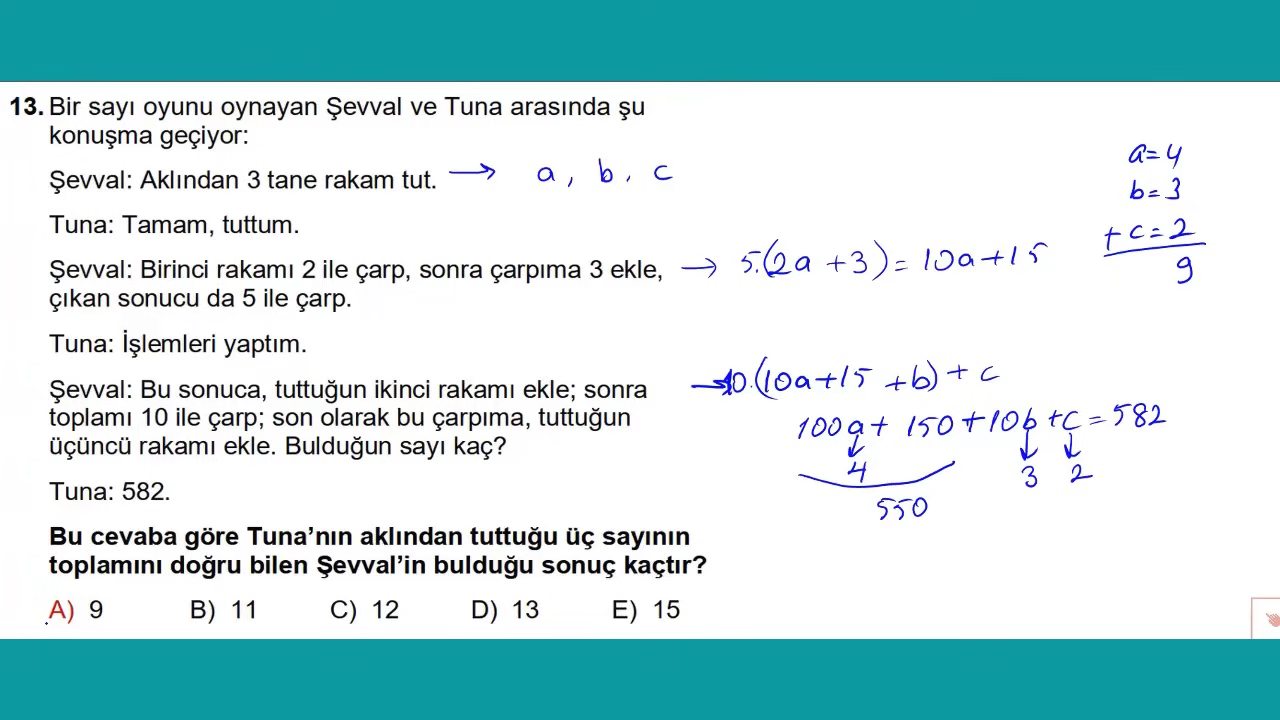 13. Bir sayı oyunu oynayan Şevval ve Tuna arasında şu
konuşma geçiyor:
Şevval: Aklından 3 tane rakam tut. → a, b, c
Tuna: Tamam, tuttum.
Şevval: Birinci rakamı 2 ile çarp, sonra çarpıma 3 ekle,
çıkan sonucu da 5 ile çarp.
→ 5.(2a + 3) = 10a+15
Tuna: İşlemleri yaptım.
Şevval: Bu sonuca, tuttuğun ikinci rakamı ekle; sonra
toplamı 10 ile çarp; son olarak bu çarpıma, tuttuğun
üçüncü rakamı ekle. Bulduğun sayı kaç?
→ 10.(10a+15 +b) + c
100a + 150 + 10b + c = 582
4 3 2
550
Tuna: 582.
Bu cevaba göre Tuna’nın aklından tuttuğu üç sayının
toplamını doğru bilen Şevval’in bulduğu sonuç kaçtır?
A) 9 B) 11 C) 12 D) 13 E) 15
a=4
b=3
+ c=2
9